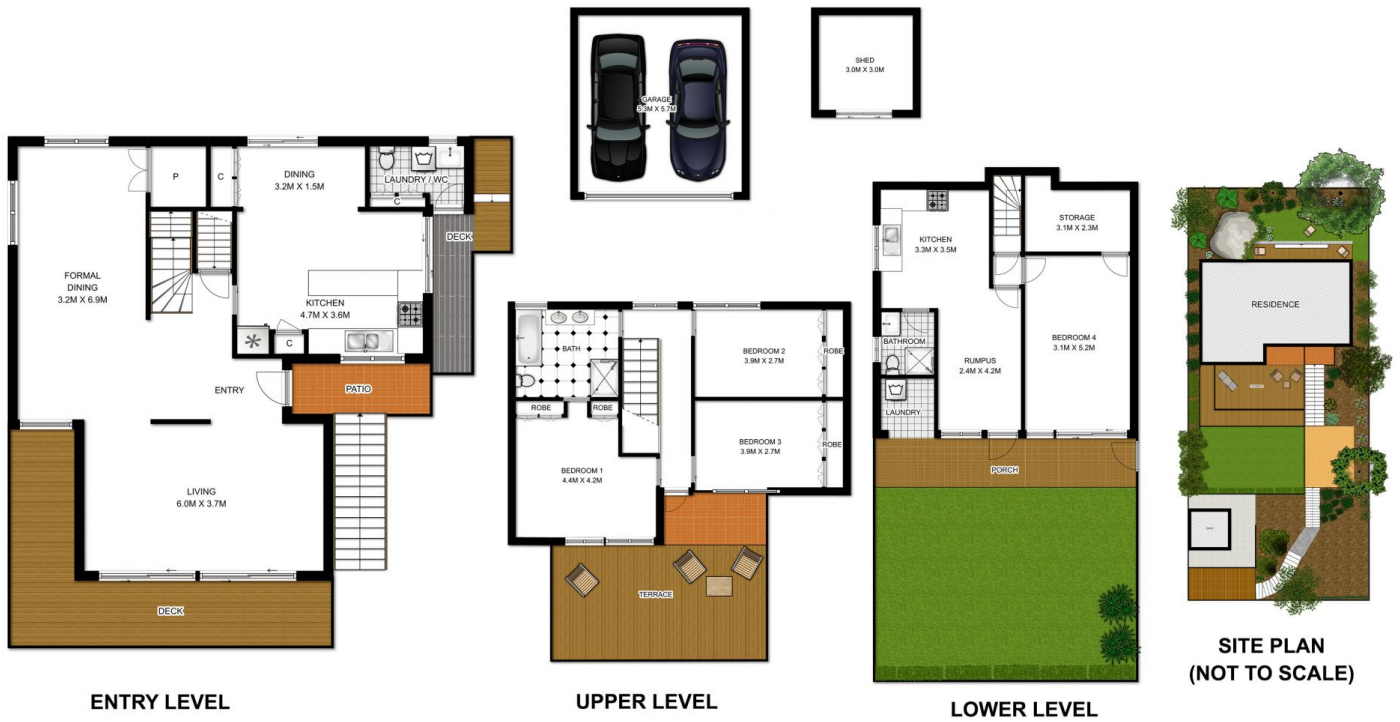 GARAGE
5.3M X 5.7M
SHED
3.0M X 3.0M
P
C
DINING
3.2M X 1.5M
LAUNDRY / WC
C
DECK
FORMAL
DINING
3.2M X 6.9M
KITCHEN
4.7M X 3.6M
C
ENTRY
PATIO
LIVING
6.0M X 3.7M
DECK
ENTRY LEVEL
BATH
BEDROOM 2
3.9M X 2.7M
ROBE
ROBE
ROBE
BEDROOM 3
3.9M X 2.7M
ROBE
BEDROOM 1
4.4M X 4.2M
TERRACE
UPPER LEVEL
STORAGE
3.1M X 2.3M
KITCHEN
3.3M X 3.5M
BATHROOM
BEDROOM 4
3.1M X 5.2M
RUMPUS
2.4M X 4.2M
LAUNDRY
PORCH
LOWER LEVEL
RESIDENCE
SITE PLAN
(NOT TO SCALE)